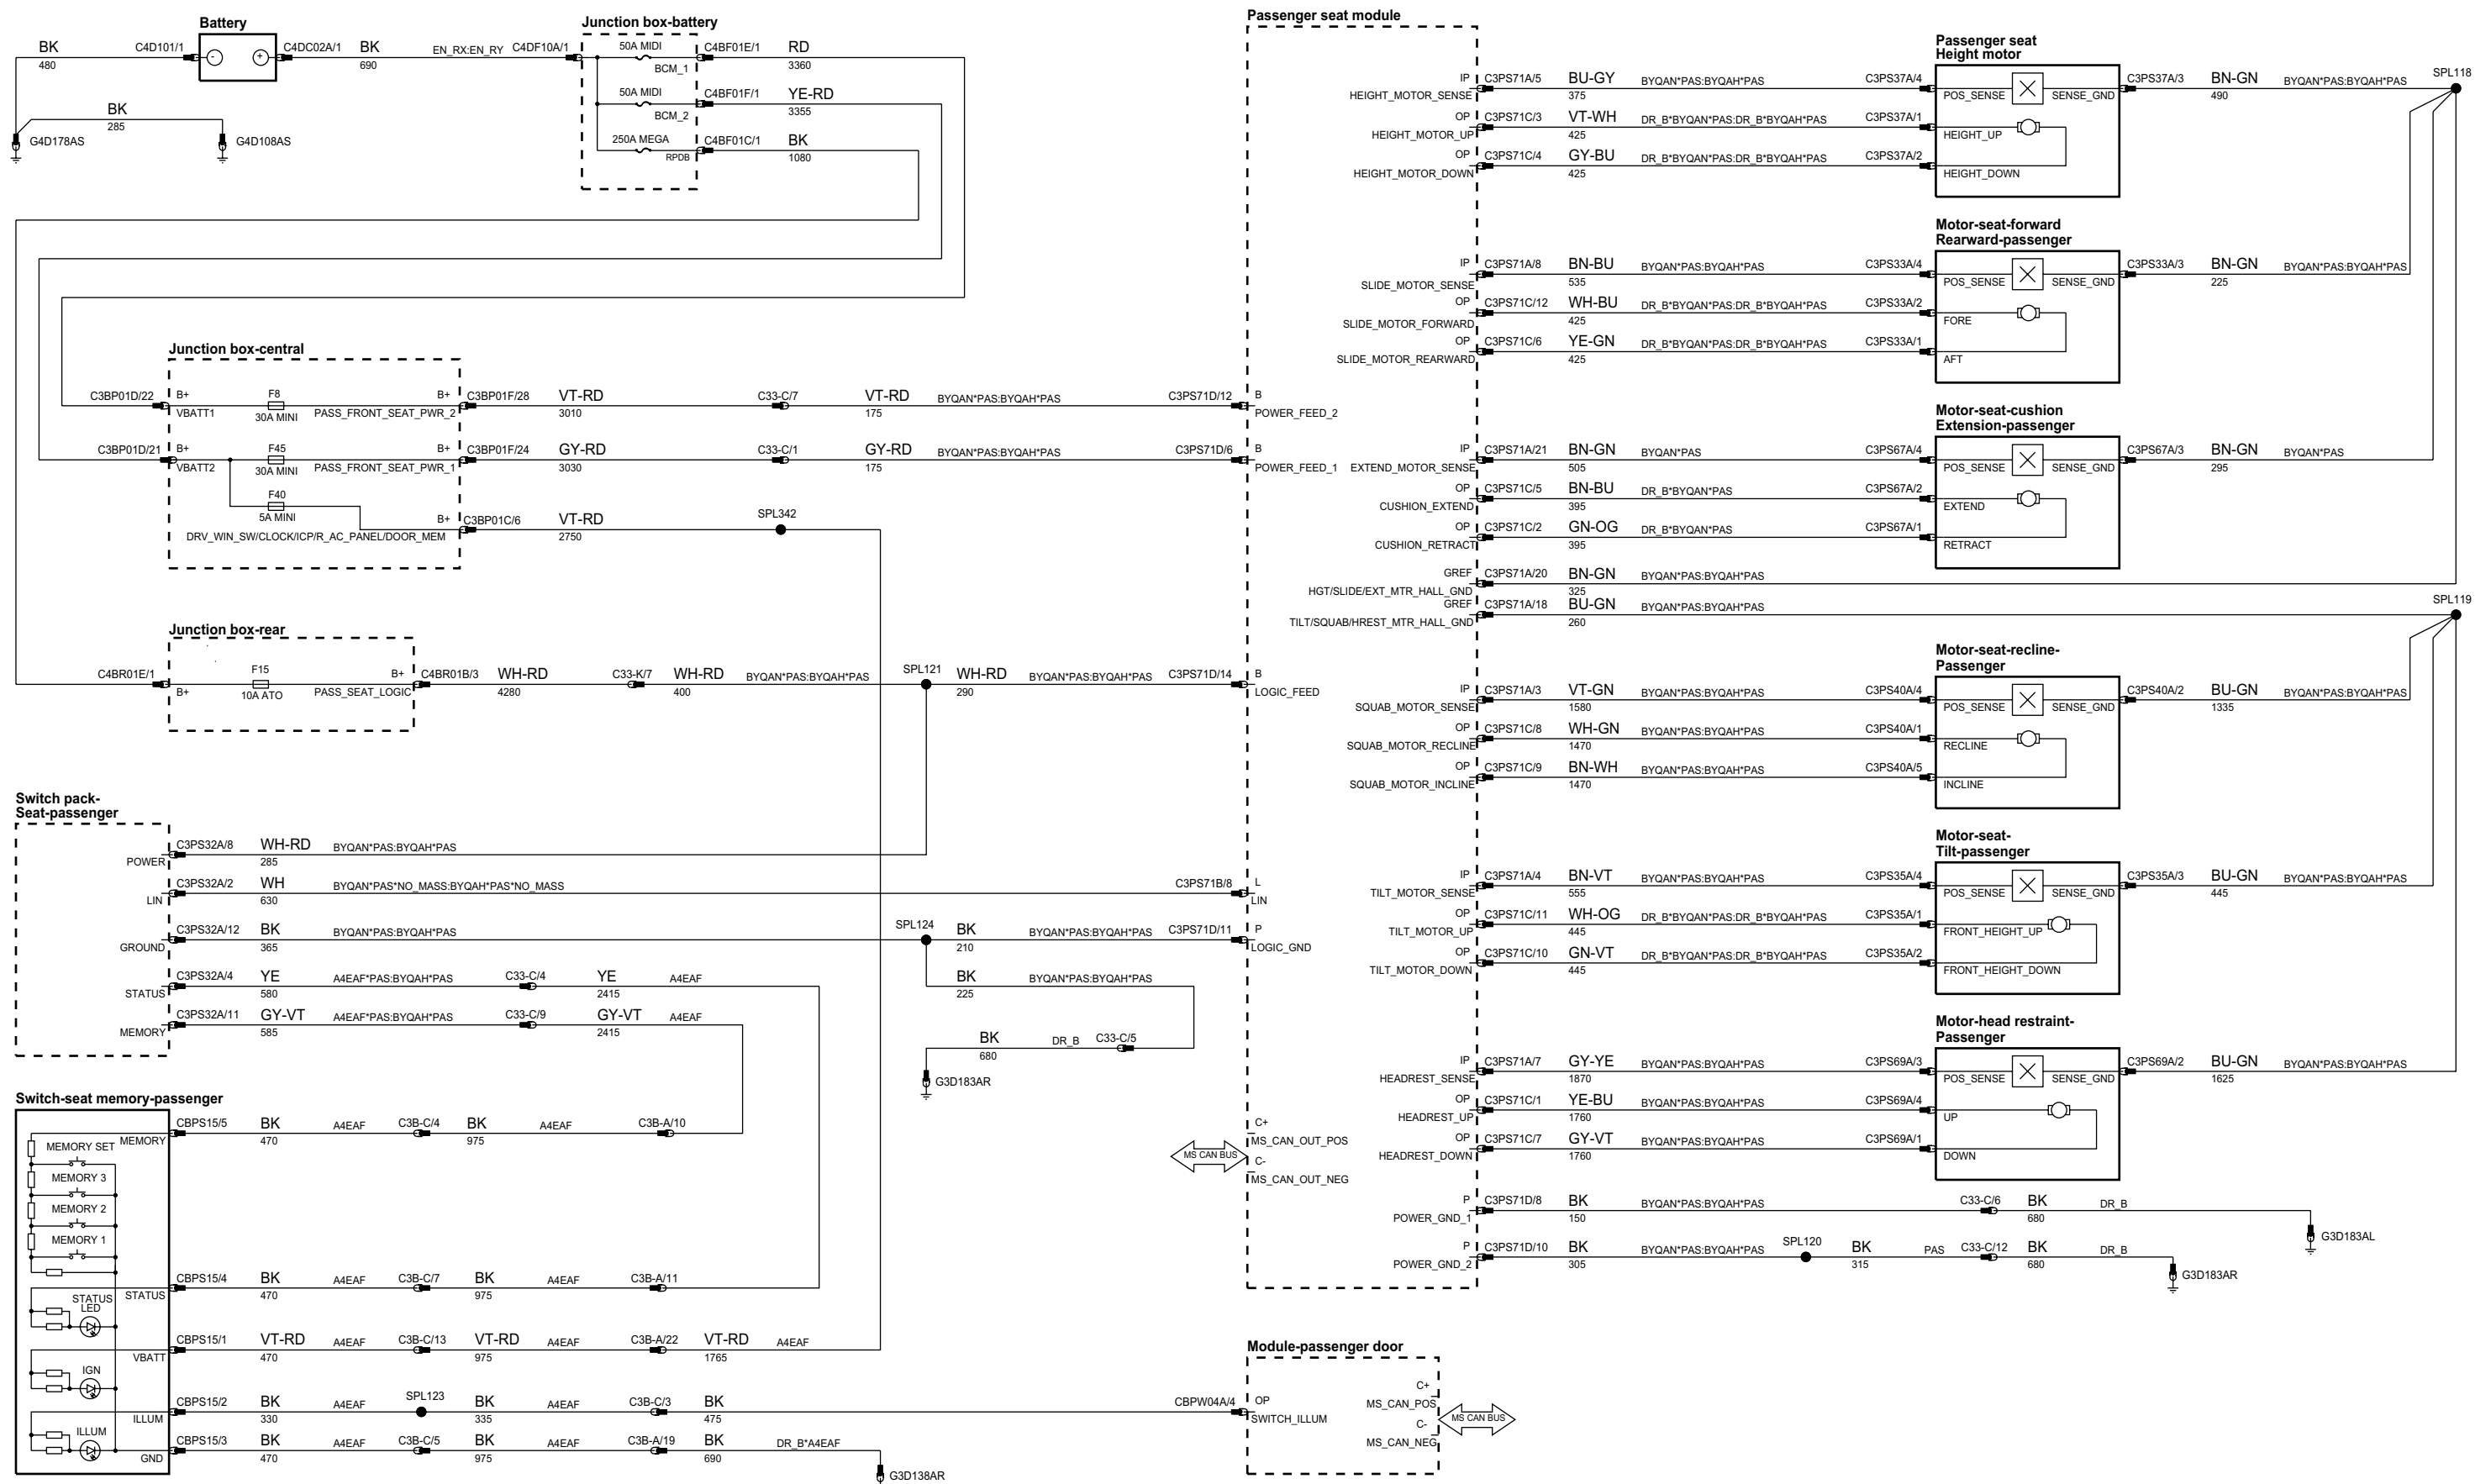 Battery
BK
480
C4D101/1
C4DC02A/1
BK
690
EN_RX:EN_RY
C4DF10A/1
BK
285
G4D178AS
G4D108AS
Junction box-battery
50A MIDI
BCM_1
C4BF01E/1
RD
3360
50A MIDI
BCM_2
C4BF01F/1
YE-RD
3355
250A MEGA
RPDB
C4BF01C/1
BK
1080
Junction box-central
C3BP01D/22
B+
VBATT1
F8
30A MINI
B+
PASS_FRONT_SEAT_PWR_2
C3BP01F/28
VT-RD
3010
C33-C/7
VT-RD
175
BYQAN*PAS:BYQAH*PAS
C3PS71D/12
B
POWER_FEED_2
C3BP01D/21
B+
VBATT2
F45
30A MINI
B+
PASS_FRONT_SEAT_PWR_1
C3BP01F/24
GY-RD
3030
C33-C/1
GY-RD
175
BYQAN*PAS:BYQAH*PAS
C3PS71D/6
B
POWER_FEED_1
F40
5A MINI
B+
DRV_WIN_SW/CLOCK/ICP/R_AC_PANEL/DOOR_MEM
C3BP01C/6
VT-RD
2750
SPL342
Junction box-rear
C4BR01E/1
B+
F15
10A ATO
B+
PASS_SEAT_LOGIC
C4BR01B/3
WH-RD
4280
C33-K/7
WH-RD
400
BYQAN*PAS:BYQAH*PAS
SPL121
WH-RD
290
BYQAN*PAS:BYQAH*PAS
C3PS71D/14
B
LOGIC_FEED
Switch pack-
Seat-passenger
POWER
C3PS32A/8
WH-RD
285
BYQAN*PAS:BYQAH*PAS
LIN
C3PS32A/2
WH
630
BYQAN*PAS*NO_MASS:BYQAH*PAS*NO_MASS
C3PS71B/8
L
LIN
GROUND
C3PS32A/12
BK
365
BYQAN*PAS:BYQAH*PAS
SPL124
BK
210
BYQAN*PAS:BYQAH*PAS
C3PS71D/11
P
LOGIC_GND
STATUS
C3PS32A/4
YE
580
A4EAF*PAS:BYQAH*PAS
C33-C/4
YE
2415
A4EAF
BK
225
BYQAN*PAS:BYQAH*PAS
MEMORY
C3PS32A/11
GY-VT
585
A4EAF*PAS:BYQAH*PAS
C33-C/9
GY-VT
2415
A4EAF
BK
680
DR_B
C33-C/5
G3D183AR
Switch-seat memory-passenger
MEMORY
CBPS15/5
BK
470
A4EAF
C3B-C/4
BK
975
A4EAF
C3B-A/10
MEMORY SET
MEMORY 3
MEMORY 2
MEMORY 1
STATUS
CBPS15/4
BK
470
A4EAF
C3B-C/7
BK
975
A4EAF
C3B-A/11
STATUS
LED
VBATT
CBPS15/1
VT-RD
470
A4EAF
C3B-C/13
VT-RD
975
A4EAF
C3B-A/22
VT-RD
1765
A4EAF
IGN
ILLUM
CBPS15/2
BK
330
A4EAF
SPL123
BK
335
A4EAF
C3B-C/3
BK
475
CBPW04A/4
OP
SWITCH_ILLUM
ILLUM
GND
CBPS15/3
BK
470
A4EAF
C3B-C/5
BK
975
A4EAF
C3B-A/19
BK
690
DR_B*A4EAF
G3D138AR
Passenger seat module
IP
HEIGHT_MOTOR_SENSE
C3PS71A/5
BU-GY
375
BYQAN*PAS:BYQAH*PAS
C3PS37A/4
OP
HEIGHT_MOTOR_UP
C3PS71C/3
VT-WH
425
DR_B*BYQAN*PAS:DR_B*BYQAH*PAS
C3PS37A/1
OP
HEIGHT_MOTOR_DOWN
C3PS71C/4
GY-BU
425
DR_B*BYQAN*PAS:DR_B*BYQAH*PAS
C3PS37A/2
Passenger seat
Height motor
POS_SENSE
SENSE_GND
HEIGHT_UP
HEIGHT_DOWN
C3PS37A/3
BN-GN
490
BYQAN*PAS:BYQAH*PAS
SPL118
IP
SLIDE_MOTOR_SENSE
C3PS71A/8
BN-BU
535
BYQAN*PAS:BYQAH*PAS
C3PS33A/4
OP
SLIDE_MOTOR_FORWARD
C3PS71C/12
WH-BU
425
DR_B*BYQAN*PAS:DR_B*BYQAH*PAS
C3PS33A/2
OP
SLIDE_MOTOR_REARWARD
C3PS71C/6
YE-GN
425
DR_B*BYQAN*PAS:DR_B*BYQAH*PAS
C3PS33A/1
Motor-seat-forward
Rearward-passenger
POS_SENSE
SENSE_GND
FORE
AFT
C3PS33A/3
BN-GN
225
BYQAN*PAS:BYQAH*PAS
IP
EXTEND_MOTOR_SENSE
C3PS71A/21
BN-GN
505
BYQAN*PAS
C3PS67A/4
OP
CUSHION_EXTEND
C3PS71C/5
BN-BU
395
DR_B*BYQAN*PAS
C3PS67A/2
OP
CUSHION_RETRACT
C3PS71C/2
GN-OG
395
DR_B*BYQAN*PAS
C3PS67A/1
Motor-seat-cushion
Extension-passenger
POS_SENSE
SENSE_GND
EXTEND
RETRACT
C3PS67A/3
BN-GN
295
BYQAN*PAS
GREF
HGT/SLIDE/EXT_MTR_HALL_GND
C3PS71A/20
BN-GN
325
BYQAN*PAS:BYQAH*PAS
GREF
TILT/SQUAB/HREST_MTR_HALL_GND
C3PS71A/18
BU-GN
260
BYQAN*PAS:BYQAH*PAS
SPL119
IP
SQUAB_MOTOR_SENSE
C3PS71A/3
VT-GN
1580
BYQAN*PAS:BYQAH*PAS
C3PS40A/4
OP
SQUAB_MOTOR_RECLINE
C3PS71C/8
WH-GN
1470
BYQAN*PAS:BYQAH*PAS
C3PS40A/1
OP
SQUAB_MOTOR_INCLINE
C3PS71C/9
BN-WH
1470
BYQAN*PAS:BYQAH*PAS
C3PS40A/5
Motor-seat-recline-
Passenger
POS_SENSE
SENSE_GND
RECLINE
INCLINE
C3PS40A/2
BU-GN
1335
BYQAN*PAS:BYQAH*PAS
IP
TILT_MOTOR_SENSE
C3PS71A/4
BN-VT
555
BYQAN*PAS:BYQAH*PAS
C3PS35A/4
OP
TILT_MOTOR_UP
C3PS71C/11
WH-OG
445
DR_B*BYQAN*PAS:DR_B*BYQAH*PAS
C3PS35A/1
OP
TILT_MOTOR_DOWN
C3PS71C/10
GN-VT
445
DR_B*BYQAN*PAS:DR_B*BYQAH*PAS
C3PS35A/2
Motor-seat-
Tilt-passenger
POS_SENSE
SENSE_GND
FRONT_HEIGHT_UP
FRONT_HEIGHT_DOWN
C3PS35A/3
BU-GN
445
BYQAN*PAS:BYQAH*PAS
IP
HEADREST_SENSE
C3PS71A/7
GY-YE
1870
BYQAN*PAS:BYQAH*PAS
C3PS69A/3
OP
HEADREST_UP
C3PS71C/1
YE-BU
1760
BYQAN*PAS:BYQAH*PAS
C3PS69A/4
OP
HEADREST_DOWN
C3PS71C/7
GY-VT
1760
BYQAN*PAS:BYQAH*PAS
C3PS69A/1
Motor-head restraint-
Passenger
POS_SENSE
SENSE_GND
UP
DOWN
C3PS69A/2
BU-GN
1625
BYQAN*PAS:BYQAH*PAS
MS CAN BUS
C+
MS_CAN_OUT_POS
C-
MS_CAN_OUT_NEG
P
POWER_GND_1
C3PS71D/8
BK
150
BYQAN*PAS:BYQAH*PAS
C33-C/6
BK
680
DR_B
G3D183AL
P
POWER_GND_2
C3PS71D/10
BK
305
BYQAN*PAS:BYQAH*PAS
SPL120
BK
315
PAS
C33-C/12
BK
680
DR_B
G3D183AR
Module-passenger door
C+
MS_CAN_POS
C-
MS_CAN_NEG
MS CAN BUS